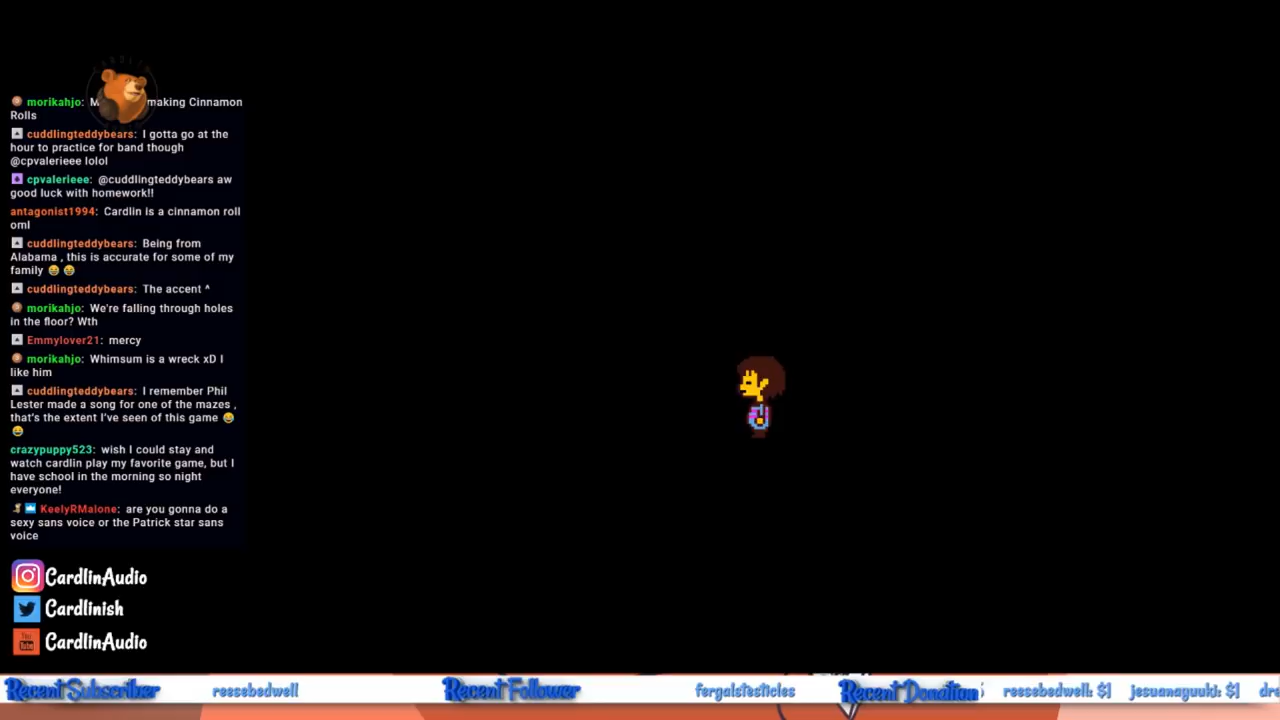 CARDLIN
morikahjo: M making Cinnamon
Rolls
cuddlingteddybears: I gotta go at the
hour to practice for band though
@cpvalerieee lolol
cpvalerieee: @cuddlingteddybears aw
good luck with homework!!
antagonist1994: Cardlin is a cinnamon roll
oml
cuddlingteddybears: Being from
Alabama , this is accurate for some of my
family 😂 😂
cuddlingteddybears: The accent ^
morikahjo: We're falling through holes
in the floor? Wth
Emmylover21: mercy
morikahjo: Whimsum is a wreck xD I
like him
cuddlingteddybears: I remember Phil
Lester made a song for one of the mazes ,
that's the extent I've seen of this game 😂
😂
crazypuppy523: wish I could stay and
watch cardlin play my favorite game, but I
have school in the morning so night
everyone!
KeelyRMalone: are you gonna do a
sexy sans voice or the Patrick star sans
voice
CardlinAudio
Cardlinish
You Tube CardlinAudio
Recent Subscriber reesebedwell Recent Follower fergalstesticles Recent Donation reesebedwell: $1 jesuanayuuki: $1 dre